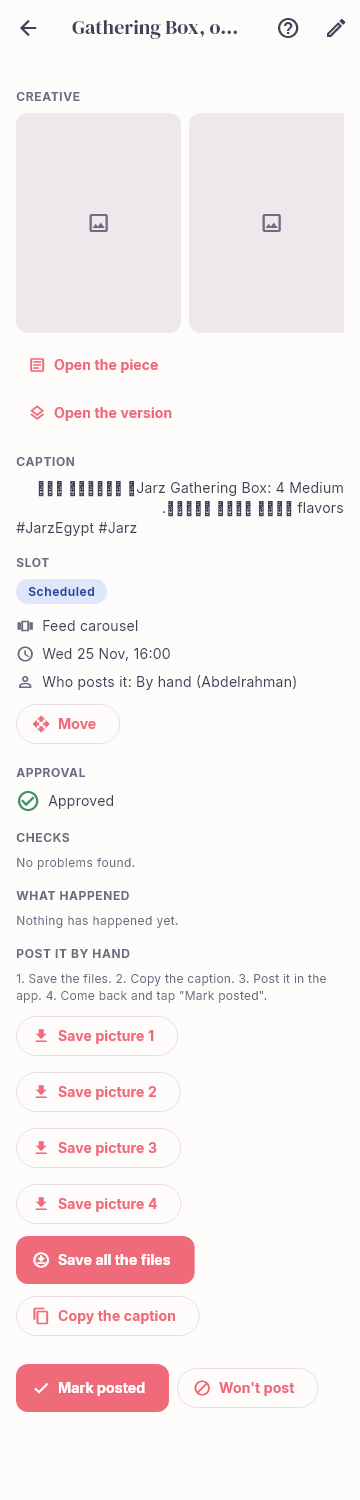 Gathering Box, o...
CREATIVE
Open the piece
Open the version
CAPTION
Jarz Gathering Box: 4 Medium
flavors
#JarzEgypt #Jarz
SLOT
Scheduled
Feed carousel
Wed 25 Nov, 16:00
Who posts it: By hand (Abdelrahman)
Move
APPROVAL
Approved
CHECKS
No problems found.
WHAT HAPPENED
Nothing has happened yet.
POST IT BY HAND
1. Save the files. 2. Copy the caption. 3. Post it in the
app. 4. Come back and tap "Mark posted".
Save picture 1
Save picture 2
Save picture 3
Save picture 4
Save all the files
Copy the caption
Mark posted
Won't post